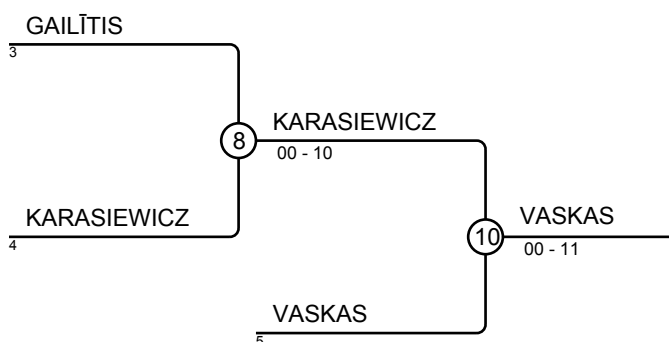 GAILĪTIS
3
8
KARASIEWICZ
00 - 10
KARASIEWICZ
4
10
VASKAS
00 - 11
VASKAS
5